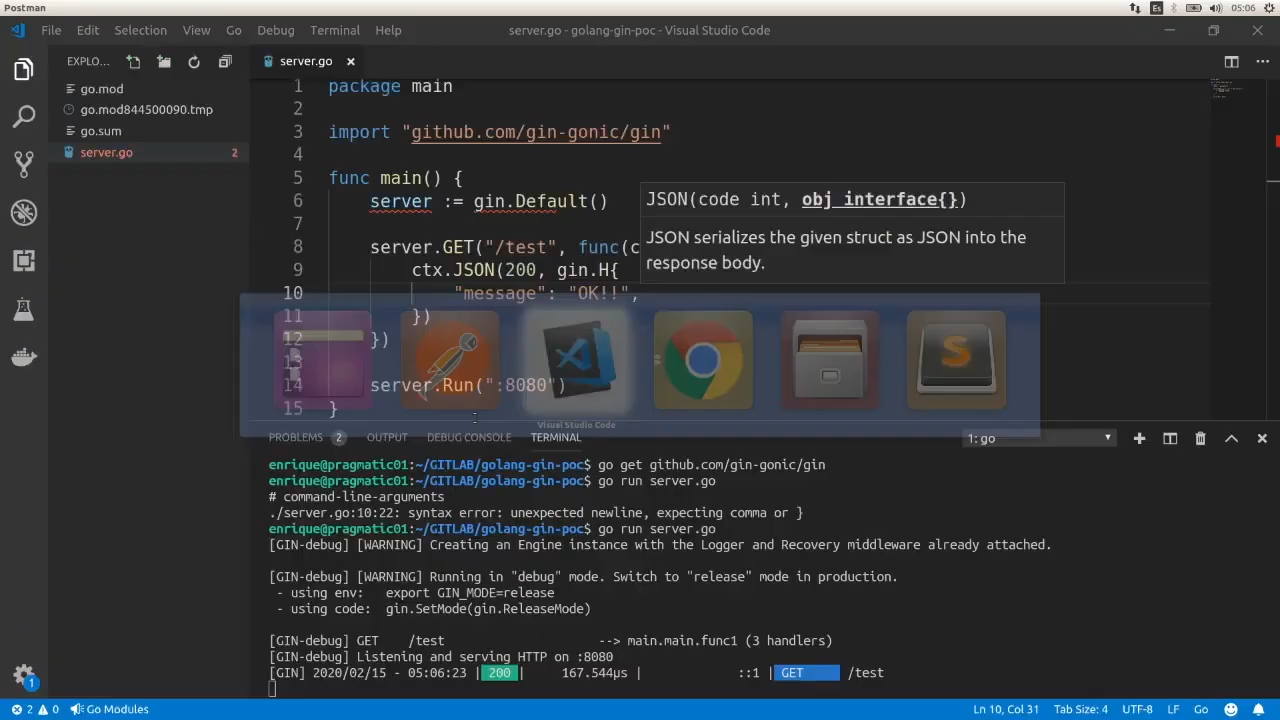 Postman
Es
05:06
File Edit Selection View Go Debug Terminal Help
server.go - golang-gin-poc - Visual Studio Code
EXPLO...
server.go
go.mod
go.mod844500090.tmp
go.sum
server.go 2
1 package main
2
3 import "github.com/gin-gonic/gin"
4
5 func main() {
6 server := gin.Default()
7
8 server.GET("/test", func(c
9 ctx.JSON(200, gin.H{
10 "message": "OK!!",
11 })
12 })
13
14 server.Run(":8080")
15 }
JSON(code int, obj interface{})
JSON serializes the given struct as JSON into the
response body.
Visual Studio Code
PROBLEMS 2 OUTPUT DEBUG CONSOLE TERMINAL
1: go
enrique@pragmatic01:~/GITLAB/golang-gin-poc$ go get github.com/gin-gonic/gin
enrique@pragmatic01:~/GITLAB/golang-gin-poc$ go run server.go
# command-line-arguments
./server.go:10:22: syntax error: unexpected newline, expecting comma or }
enrique@pragmatic01:~/GITLAB/golang-gin-poc$ go run server.go
[GIN-debug] [WARNING] Creating an Engine instance with the Logger and Recovery middleware already attached.
[GIN-debug] [WARNING] Running in "debug" mode. Switch to "release" mode in production.
- using env: export GIN_MODE=release
- using code: gin.SetMode(gin.ReleaseMode)
[GIN-debug] GET /test --> main.main.func1 (3 handlers)
[GIN-debug] Listening and serving HTTP on :8080
[GIN] 2020/02/15 - 05:06:23 | 200 | 167.544µs | ::1 | GET /test
1
2 0 Go Modules
Ln 10, Col 31 Tab Size: 4 UTF-8 LF Go